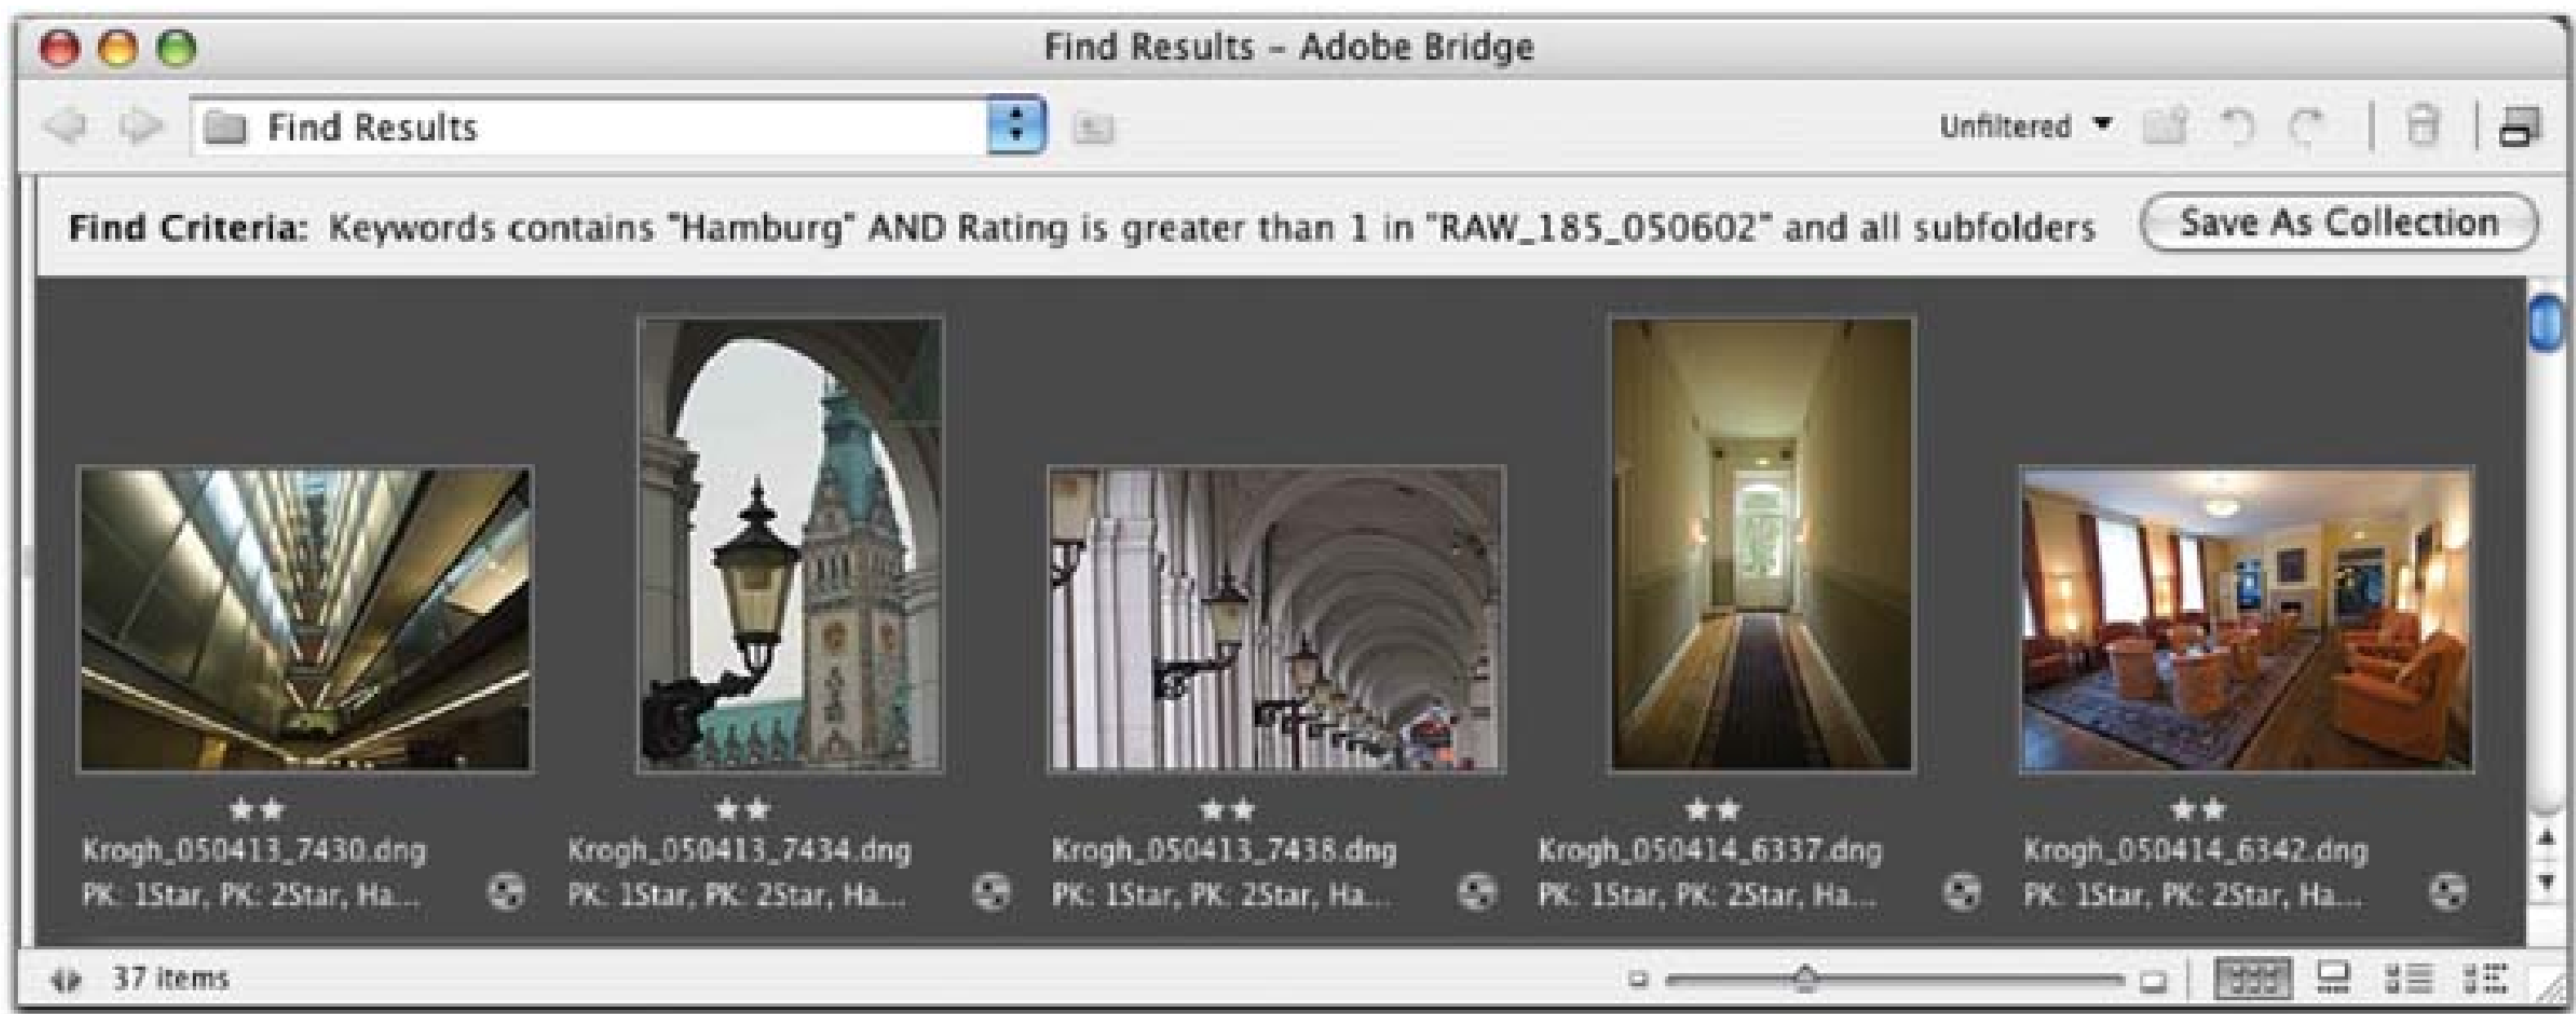 Find Results – Adobe Bridge
Find Results
Unfiltered
Find Criteria: Keywords contains "Hamburg" AND Rating is greater than 1 in "RAW_185_050602" and all subfolders
Save As Collection
Krogh_050413_7430.dng
Krogh_050413_7434.dng
Krogh_050413_7438.dng
Krogh_050414_6337.dng
Krogh_050414_6342.dng
PK: 1Star, PK: 2Star, Ha...
PK: 1Star, PK: 2Star, Ha...
PK: 1Star, PK: 2Star, Ha...
PK: 1Star, PK: 2Star, Ha...
PK: 1Star, PK: 2Star, Ha...
37 items